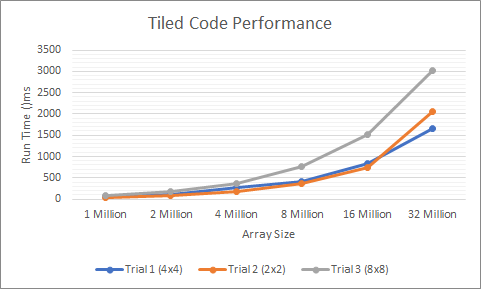 Tiled Code Performance
3500
3000
2500
2000
1500
1000
500
0
Run Time ()ms
1 Million 2 Million 4 Million 8 Million 16 Million 32 Million
Array Size
Trial 1 (4x4) Trial 2 (2x2) Trial 3 (8x8)